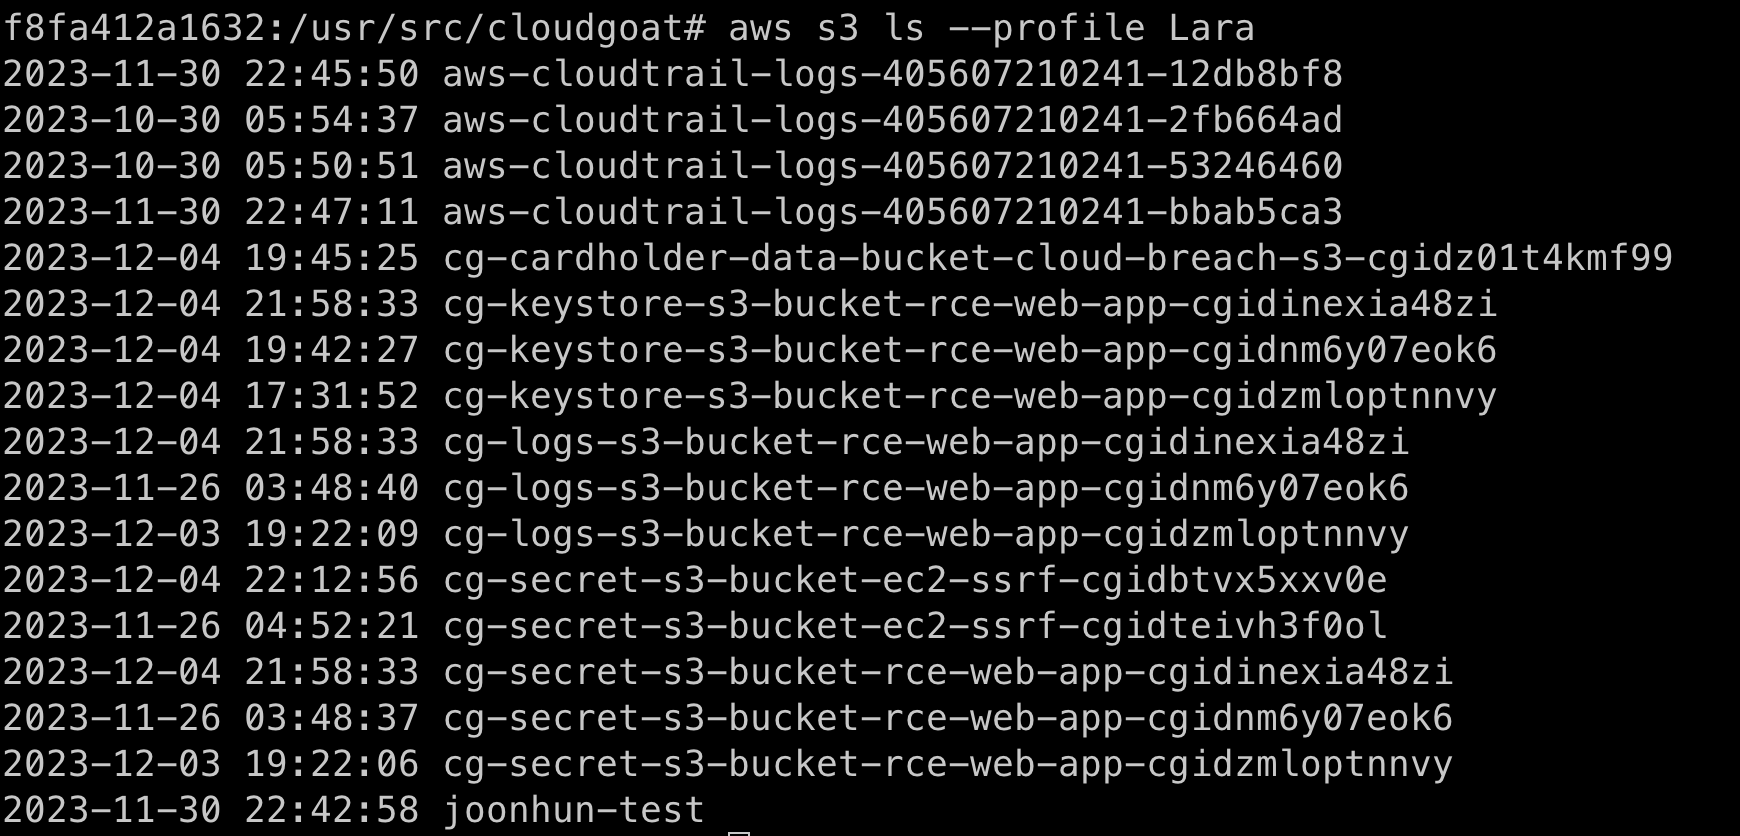 f8fa412a1632:/usr/src/cloudgoat# aws s3 ls --profile Lara
2023-11-30 22:45:50 aws-cloudtrail-logs-405607210241-12db8bf8
2023-10-30 05:54:37 aws-cloudtrail-logs-405607210241-2fb664ad
2023-10-30 05:50:51 aws-cloudtrail-logs-405607210241-53246460
2023-11-30 22:47:11 aws-cloudtrail-logs-405607210241-bbab5ca3
2023-12-04 19:45:25 cg-cardholder-data-bucket-cloud-breach-s3-cgidz01t4kmf99
2023-12-04 21:58:33 cg-keystore-s3-bucket-rce-web-app-cgidinexia48zi
2023-12-04 19:42:27 cg-keystore-s3-bucket-rce-web-app-cgidnm6y07eok6
2023-12-04 17:31:52 cg-keystore-s3-bucket-rce-web-app-cgidzmloptnnvy
2023-12-04 21:58:33 cg-logs-s3-bucket-rce-web-app-cgidinexia48zi
2023-11-26 03:48:40 cg-logs-s3-bucket-rce-web-app-cgidnm6y07eok6
2023-12-03 19:22:09 cg-logs-s3-bucket-rce-web-app-cgidzmloptnnvy
2023-12-04 22:12:56 cg-secret-s3-bucket-ec2-ssrf-cgidbtvx5xxv0e
2023-11-26 04:52:21 cg-secret-s3-bucket-ec2-ssrf-cgidteivh3f0ol
2023-12-04 21:58:33 cg-secret-s3-bucket-rce-web-app-cgidinexia48zi
2023-11-26 03:48:37 cg-secret-s3-bucket-rce-web-app-cgidnm6y07eok6
2023-12-03 19:22:06 cg-secret-s3-bucket-rce-web-app-cgidzmloptnnvy
2023-11-30 22:42:58 joonhun-test